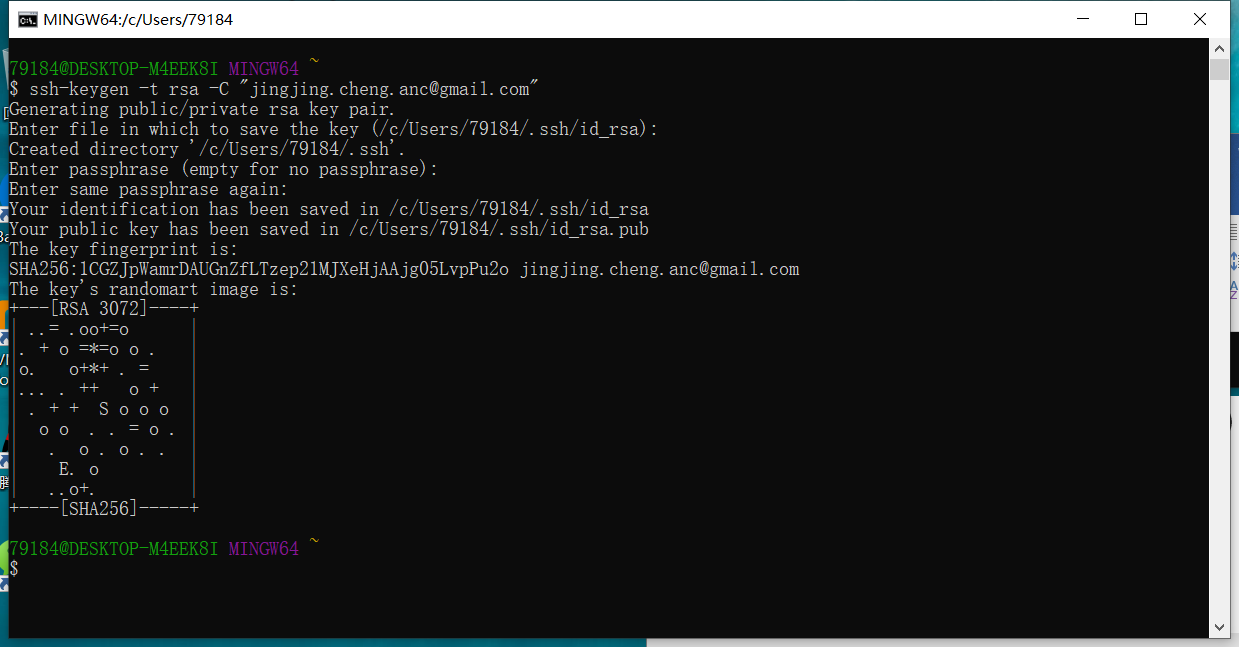 MINGW64:/c/Users/79184
79184@DESKTOP-M4EEK8I MINGW64 ~
$ ssh-keygen -t rsa -C "jingjing.cheng.anc@gmail.com"
Generating public/private rsa key pair.
Enter file in which to save the key (/c/Users/79184/.ssh/id_rsa):
Created directory '/c/Users/79184/.ssh'.
Enter passphrase (empty for no passphrase):
Enter same passphrase again:
Your identification has been saved in /c/Users/79184/.ssh/id_rsa
Your public key has been saved in /c/Users/79184/.ssh/id_rsa.pub
The key fingerprint is:
SHA256:1CGZJpWamrDAUGnZfLTzep2lMJXeHjAAjg05LvpPu2o jingjing.cheng.anc@gmail.com
The key's randomart image is:
+---[RSA 3072]----+
| ..= .oo+=o      |
|. + o =*=o o .   |
|o.   o+*+ . =    |
|... . ++   o +   |
| . + +  S o o o  |
|  o o  . . = o . |
|   .  o . o . .  |
|    E. o         |
|   ..o+.         |
+----[SHA256]-----+
79184@DESKTOP-M4EEK8I MINGW64 ~
$